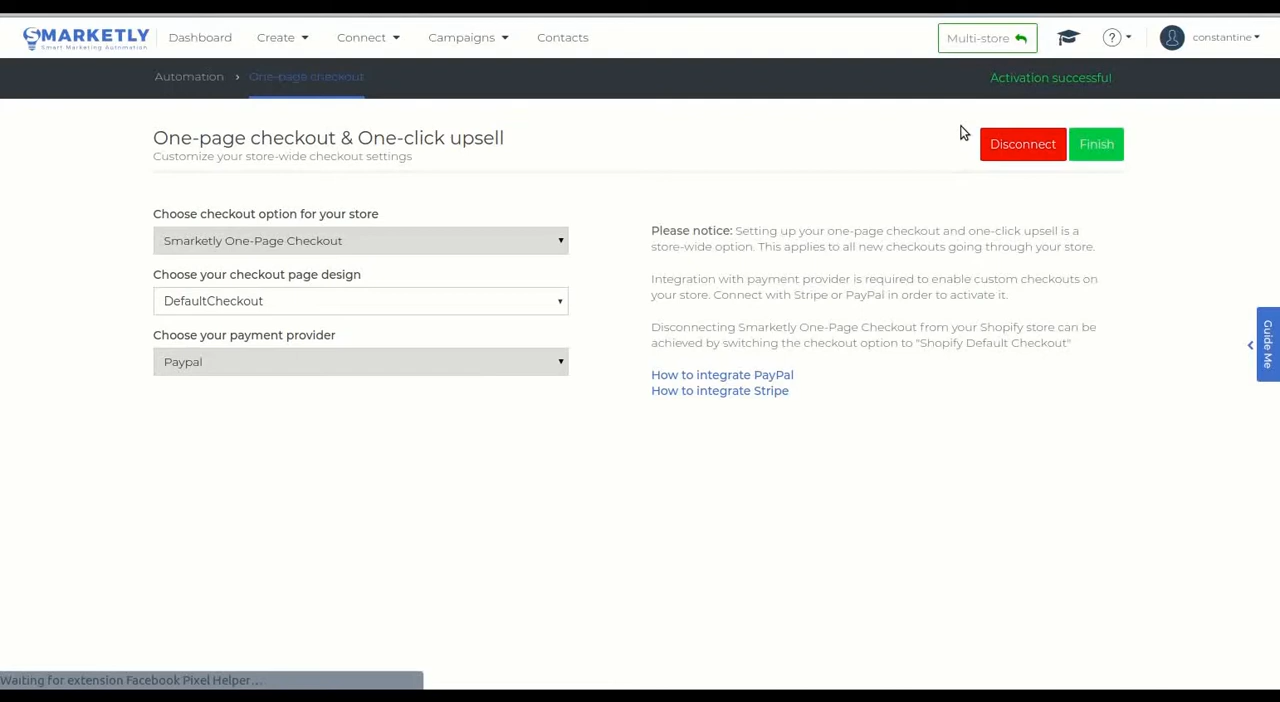 SMARKETLY
Smart Marketing Automation
Dashboard
Create
Connect
Campaigns
Contacts
Multi-store
?
constantine
Automation › One-page checkout
Activation successful
One-page checkout & One-click upsell
Customize your store-wide checkout settings
Disconnect
Finish
Choose checkout option for your store
Smarketly One-Page Checkout
Choose your checkout page design
DefaultCheckout
Choose your payment provider
Paypal
Please notice: Setting up your one-page checkout and one-click upsell is a
store-wide option. This applies to all new checkouts going through your store.
Integration with payment provider is required to enable custom checkouts on
your store. Connect with Stripe or PayPal in order to activate it.
Disconnecting Smarketly One-Page Checkout from your Shopify store can be
achieved by switching the checkout option to "Shopify Default Checkout"
How to integrate PayPal
How to integrate Stripe
Guide Me
Waiting for extension Facebook Pixel Helper...